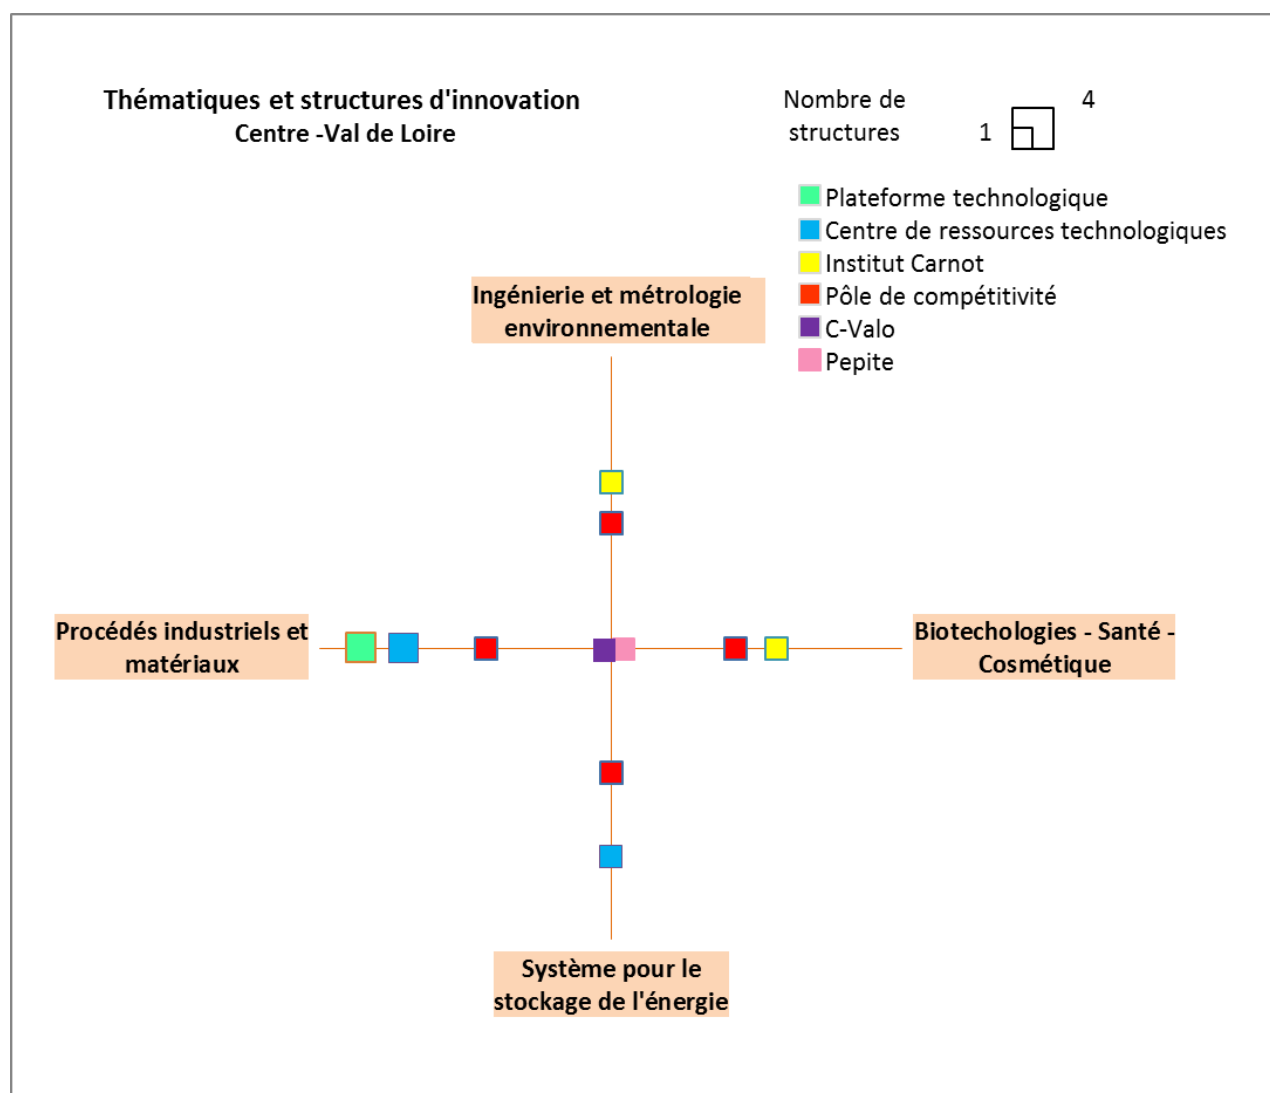 Thématiques et structures d'innovation
Centre -Val de Loire
Nombre de
structures
4
1
Plateforme technologique
Centre de ressources technologiques
Institut Carnot
Pôle de compétitivité
C-Valo
Pepite
Ingénierie et métrologie
environnementale
Procédés industriels et
matériaux
Biotechologies - Santé -
Cosmétique
Système pour le
stockage de l'énergie